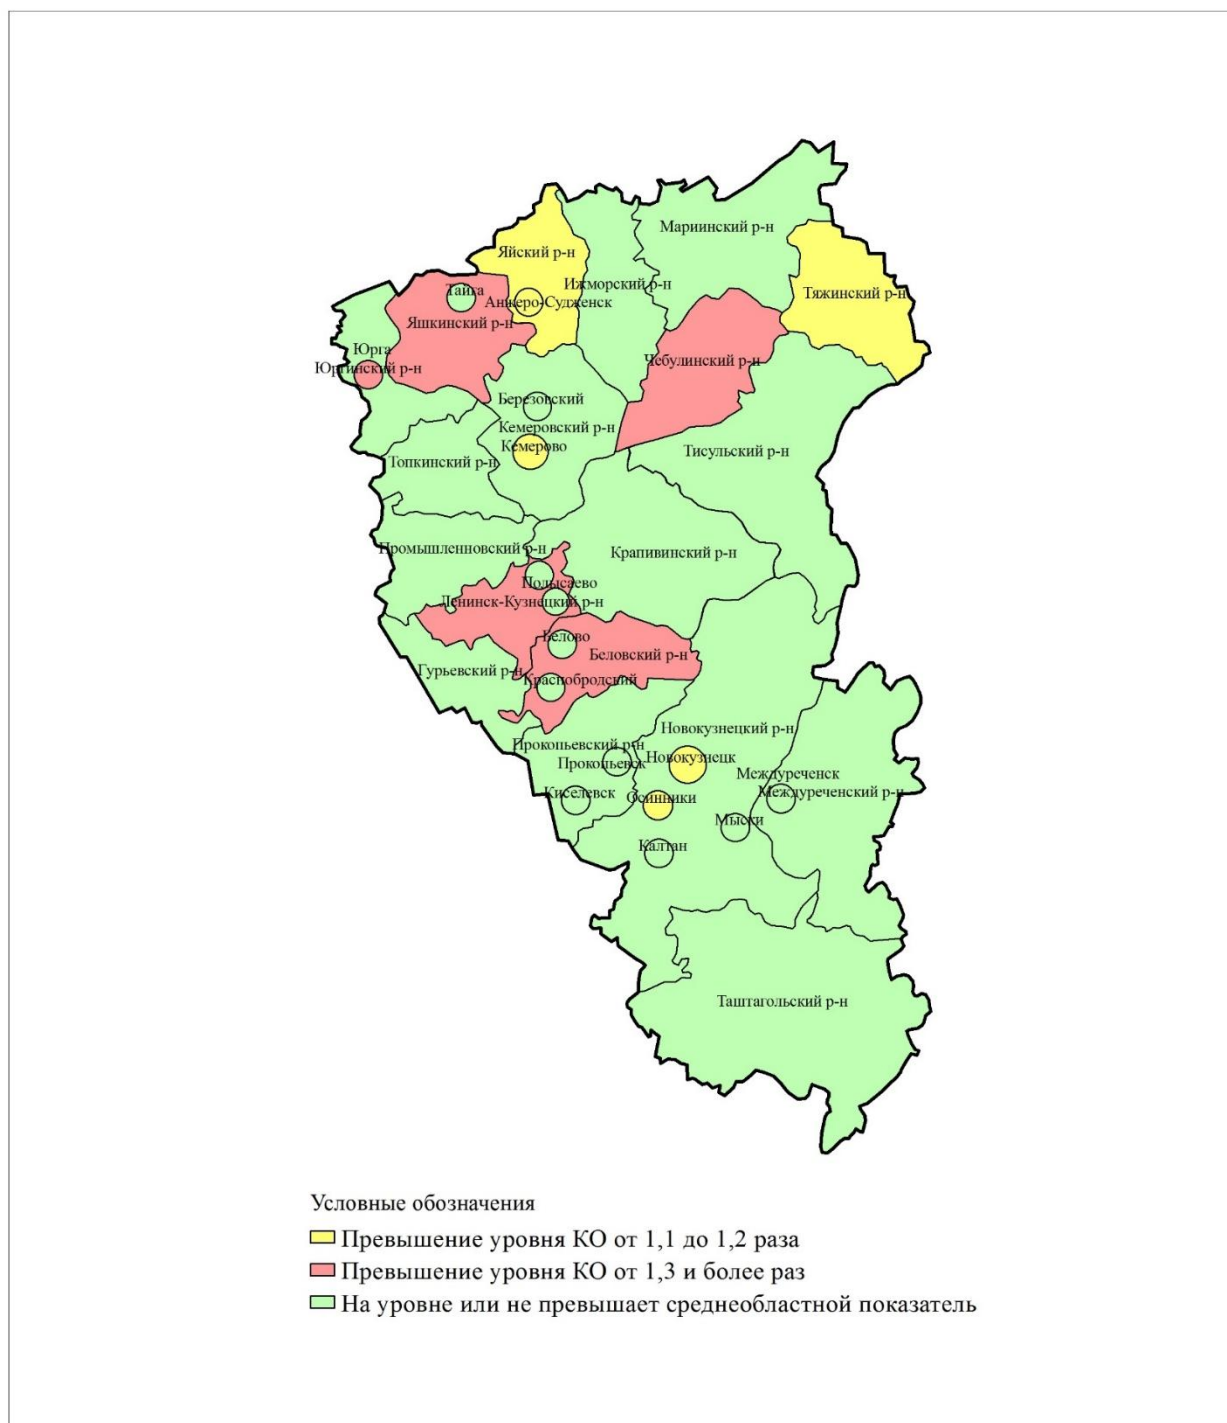 Мариинский р-н
Яйский р-н
Ижморский р-н
Тяжинский р-н
Тайга
Анжеро-Судженск
Яшкинский р-н
Юрга
Юргинский р-н
Чебулинский р-н
Березовский
Кемеровский р-н
Кемерово
Тисульский р-н
Топкинский р-н
Промышленновский р-н
Крапивинский р-н
Полысаево
Ленинск-Кузнецкий р-н
Белово
Беловский р-н
Гурьевский р-н
Краснобродский
Новокузнецкий р-н
Прокопьевский р-н
Новокузнецк
Прокопьевск
Междуреченск
Киселевск
Осинники
Междуреченский р-н
Мыски
Калтан
Таштагольский р-н
Условные обозначения
Превышение уровня КО от 1,1 до 1,2 раза
Превышение уровня КО от 1,3 и более раз
На уровне или не превышает среднеобластной показатель